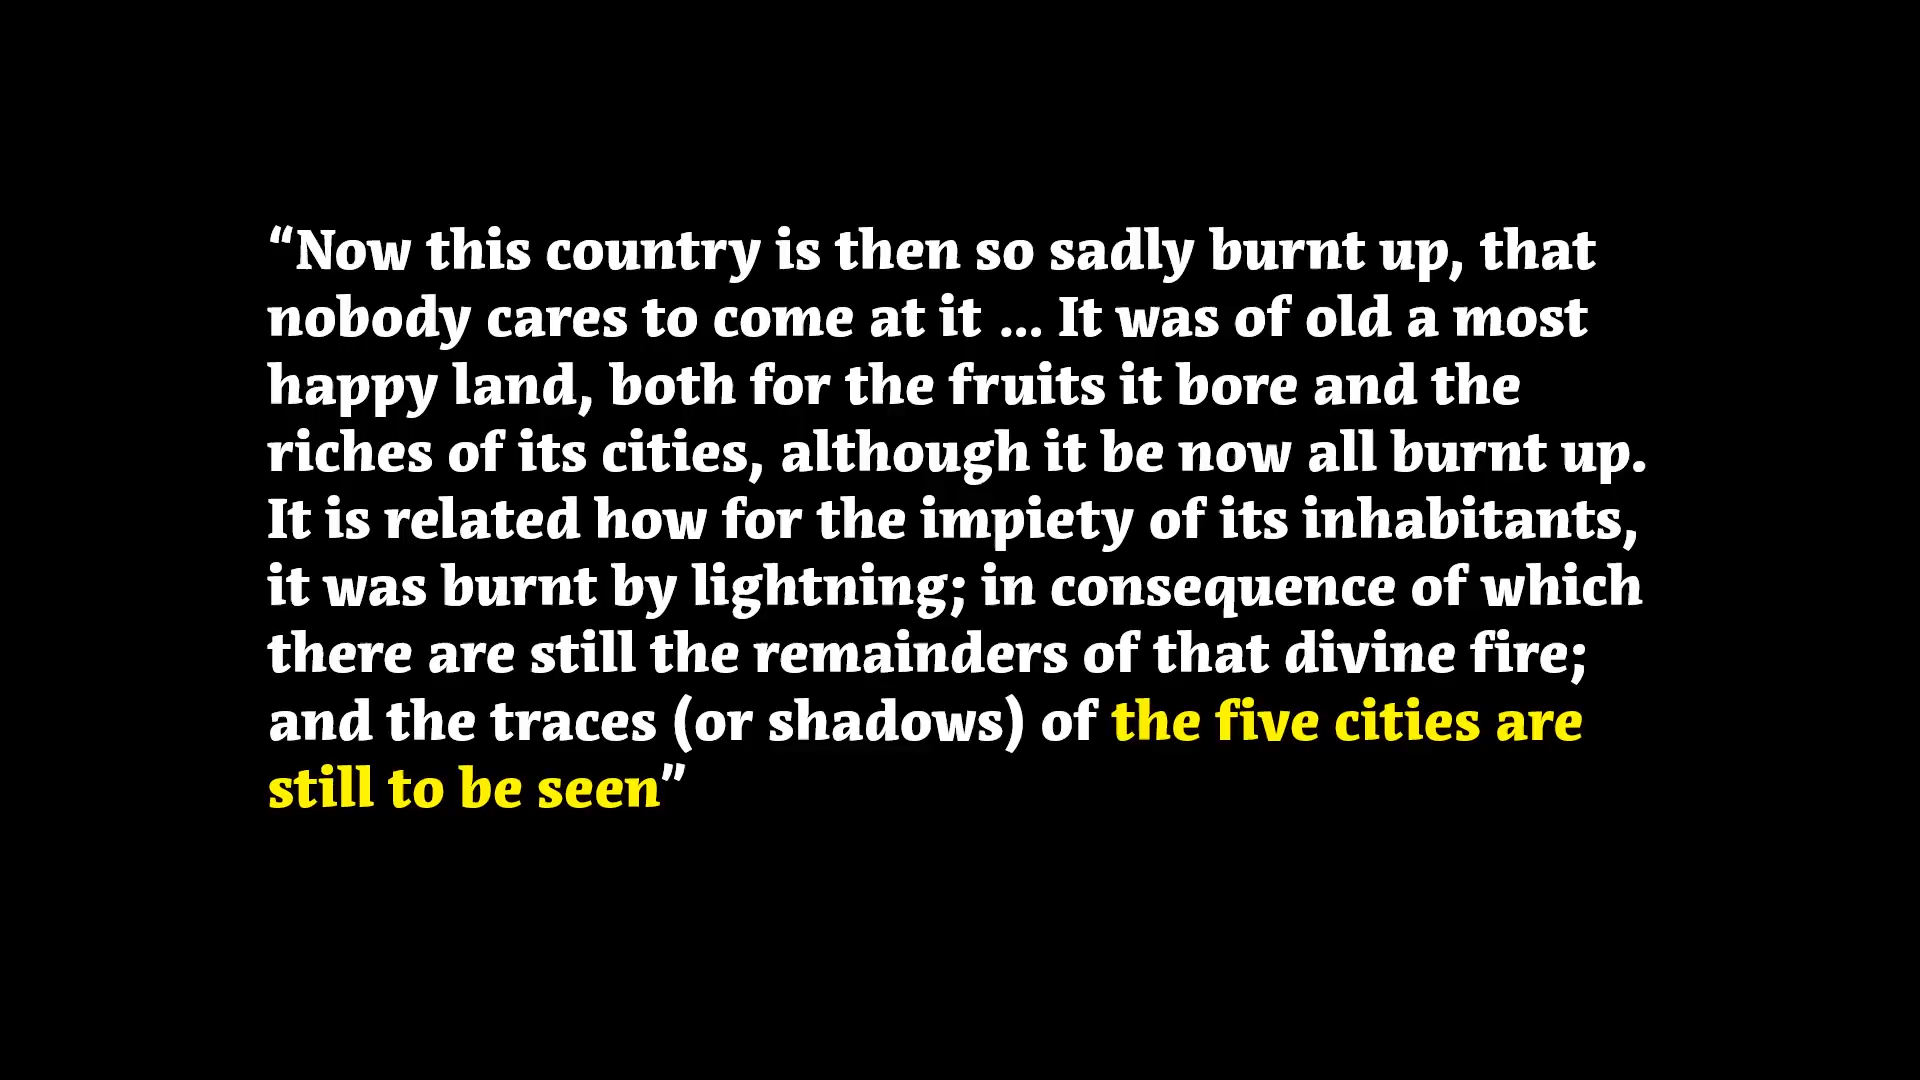 “Now this country is then so sadly burnt up, that
nobody cares to come at it ... It was of old a most
happy land, both for the fruits it bore and the
riches of its cities, although it be now all burnt up.
It is related how for the impiety of its inhabitants,
it was burnt by lightning; in consequence of which
there are still the remainders of that divine fire;
and the traces (or shadows) of the five cities are
still to be seen”